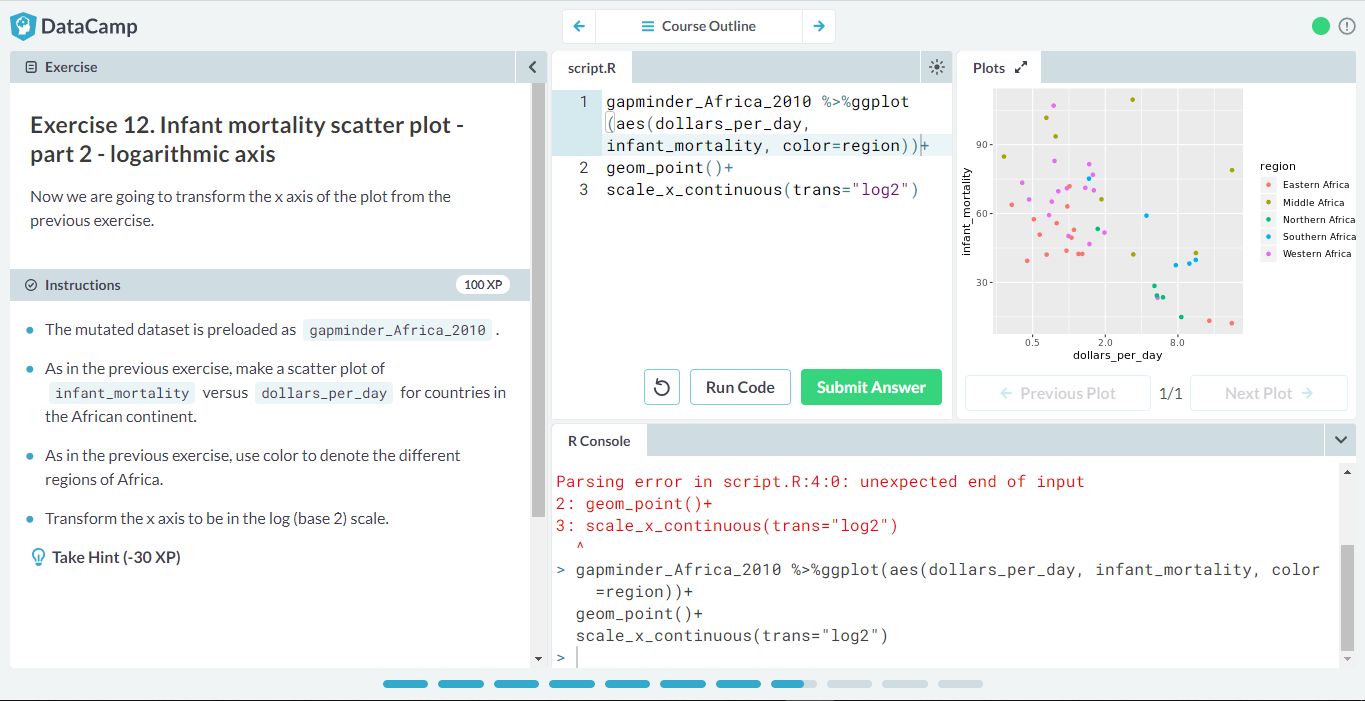 DataCamp
Course Outline
Exercise
Exercise 12. Infant mortality scatter plot -
part 2 - logarithmic axis
Now we are going to transform the x axis of the plot from the
previous exercise.
Instructions
100 XP
The mutated dataset is preloaded as gapminder_Africa_2010 .
As in the previous exercise, make a scatter plot of
infant_mortality versus dollars_per_day for countries in
the African continent.
As in the previous exercise, use color to denote the different
regions of Africa.
Transform the x axis to be in the log (base 2) scale.
Take Hint (-30 XP)
script.R
1 gapminder_Africa_2010 %>%ggplot
(aes(dollars_per_day,
infant_mortality, color=region))+
2 geom_point()+
3 scale_x_continuous(trans="log2")
Run Code
Submit Answer
Plots
90
60
30
infant_mortality
0.5 2.0 8.0
dollars_per_day
region
Eastern Africa
Middle Africa
Northern Africa
Southern Africa
Western Africa
Previous Plot
1/1
Next Plot
R Console
Parsing error in script.R:4:0: unexpected end of input
2: geom_point()+
3: scale_x_continuous(trans="log2")
^
> gapminder_Africa_2010 %>%ggplot(aes(dollars_per_day, infant_mortality, color
=region))+
geom_point()+
scale_x_continuous(trans="log2")
>